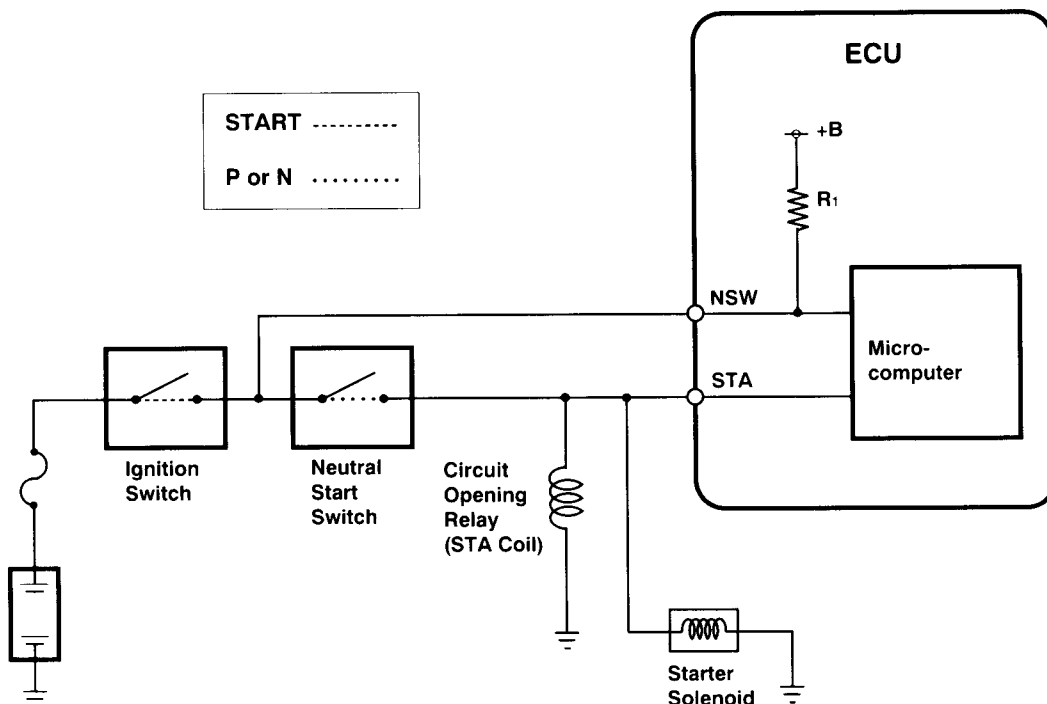 ECU
START
P or N
+B
R₁
NSW
STA
Micro-
computer
Ignition
Switch
Neutral
Start
Switch
Circuit
Opening
Relay
(STA Coil)
Starter
Solenoid